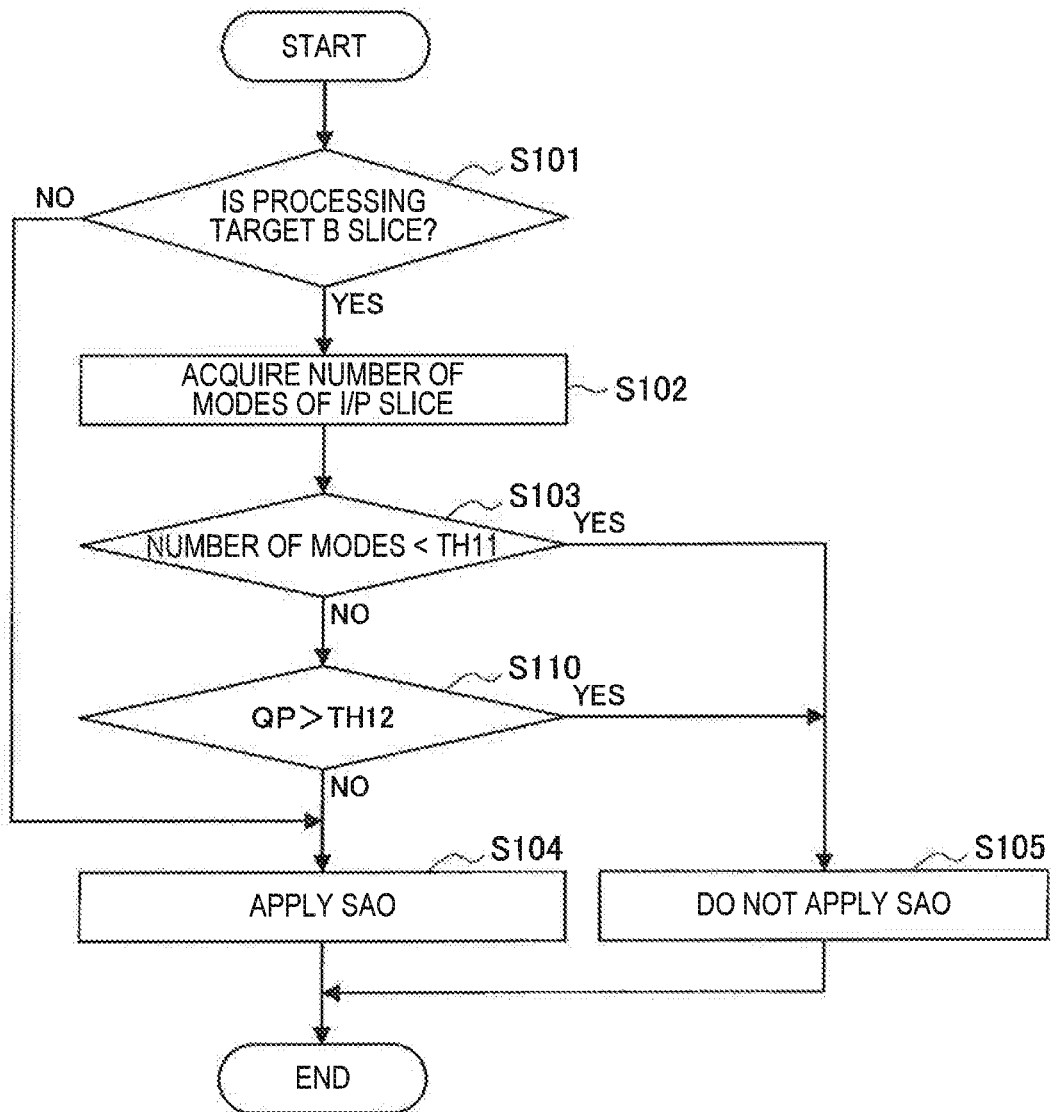 START
S101
NO
IS PROCESSING
TARGET B SLICE?
YES
ACQUIRE NUMBER OF
MODES OF I/P SLICE
S102
S103
YES
NUMBER OF MODES < TH11
NO
S110
YES
QP>TH12
NO
S104
S105
APPLY SAO
DO NOT APPLY SAO
END